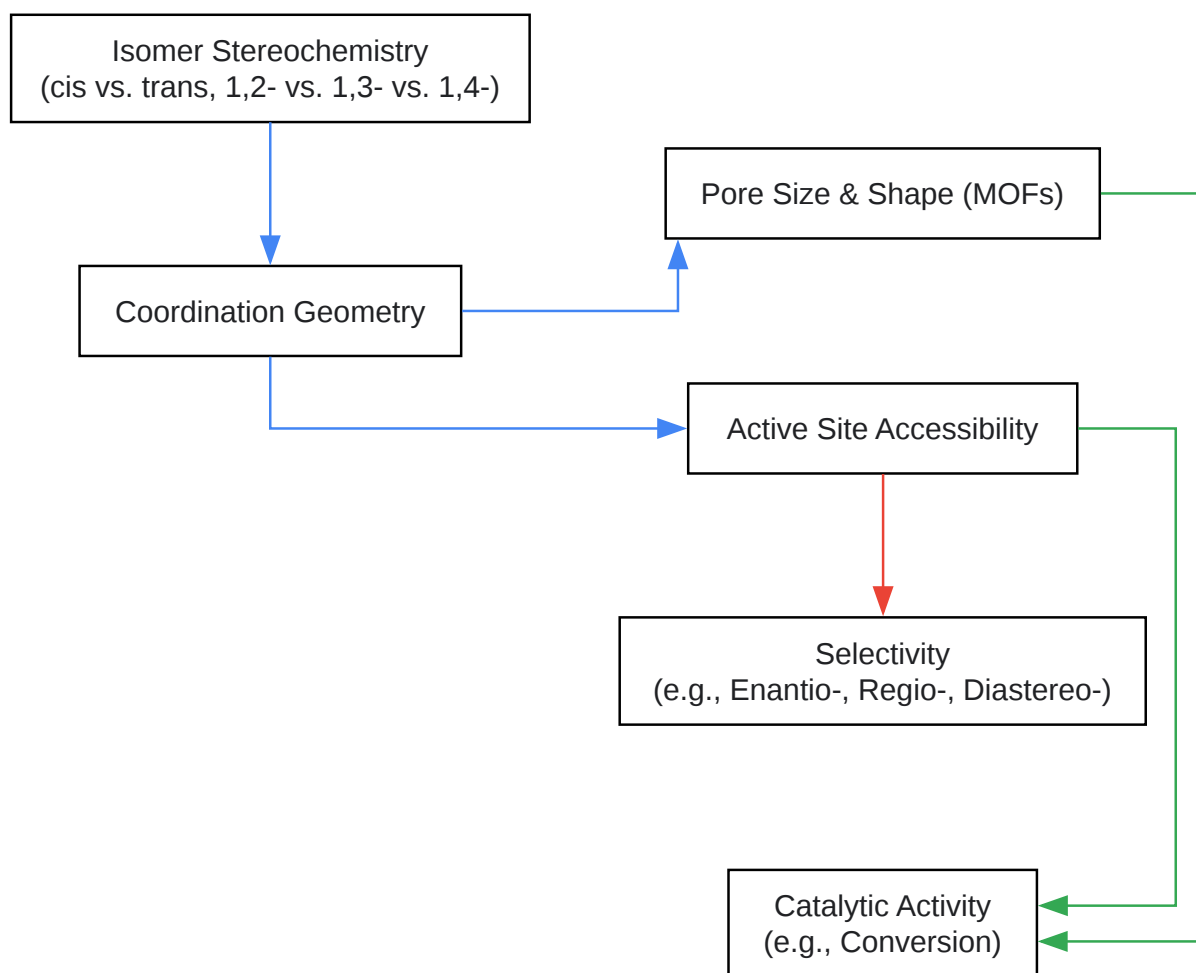 Isomer Stereochemistry
(cis vs. trans, 1,2- vs. 1,3- vs. 1,4-)
Pore Size & Shape (MOFs)
Coordination Geometry
Active Site Accessibility
Selectivity
(e.g., Enantio-, Regio-, Diastereo-)
Catalytic Activity
(e.g., Conversion)